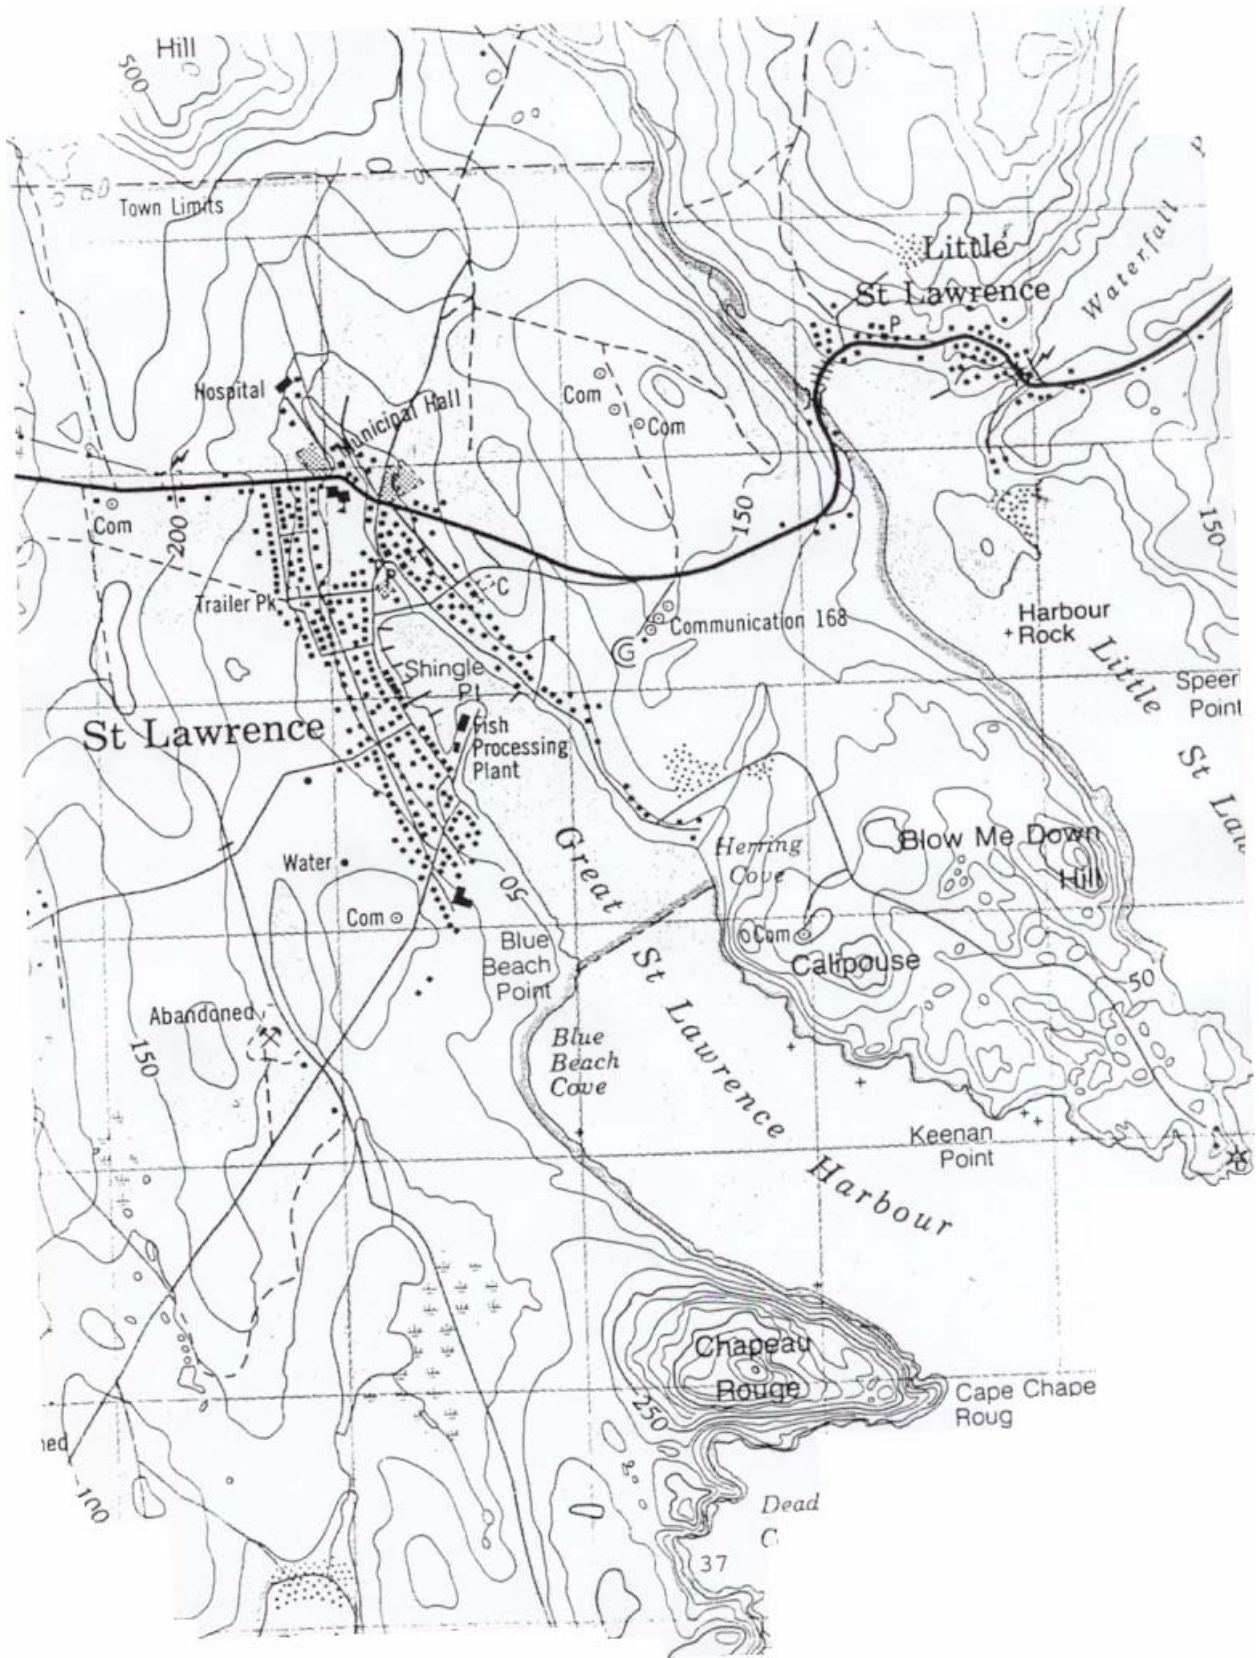 Hill
500
Town Limits
Little
St Lawrence
P
Waterfall
Hospital
Municipal Hall
Com
Com
C
Com
200
150
150
Trailer Pk
P
C
Communication 168
G
Harbour
Rock
Shingle
Pt
Fish
Processing
Plant
St Lawrence
Little
St
Speer
Point
Great
St Lawrence
Harbour
Herring
Cove
Blow Me Down
Hill
Water
Com
50
Blue
Beach
Point
Com
Calipouse
50
Abandoned
150
Blue
Beach
Cove
Keenan
Point
Chapeau
Rouge
250
Cape Chape
Roug
100
Dead
C
37